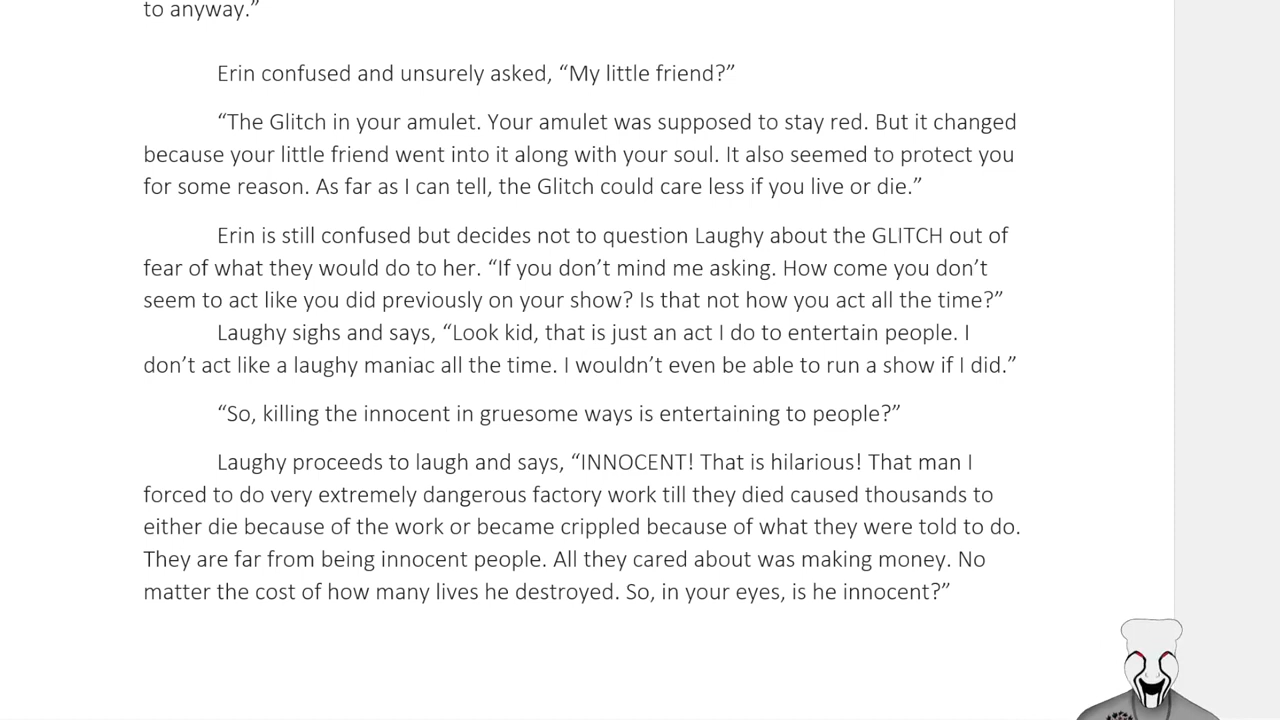 to anyway.”
Erin confused and unsurely asked, “My little friend?”
“The Glitch in your amulet. Your amulet was supposed to stay red. But it changed
because your little friend went into it along with your soul. It also seemed to protect you
for some reason. As far as I can tell, the Glitch could care less if you live or die.”
Erin is still confused but decides not to question Laughy about the GLITCH out of
fear of what they would do to her. “If you don’t mind me asking. How come you don’t
seem to act like you did previously on your show? Is that not how you act all the time?”
Laughy sighs and says, “Look kid, that is just an act I do to entertain people. I
don’t act like a laughy maniac all the time. I wouldn’t even be able to run a show if I did.”
“So, killing the innocent in gruesome ways is entertaining to people?”
Laughy proceeds to laugh and says, “INNOCENT! That is hilarious! That man I
forced to do very extremely dangerous factory work till they died caused thousands to
either die because of the work or became crippled because of what they were told to do.
They are far from being innocent people. All they cared about was making money. No
matter the cost of how many lives he destroyed. So, in your eyes, is he innocent?”